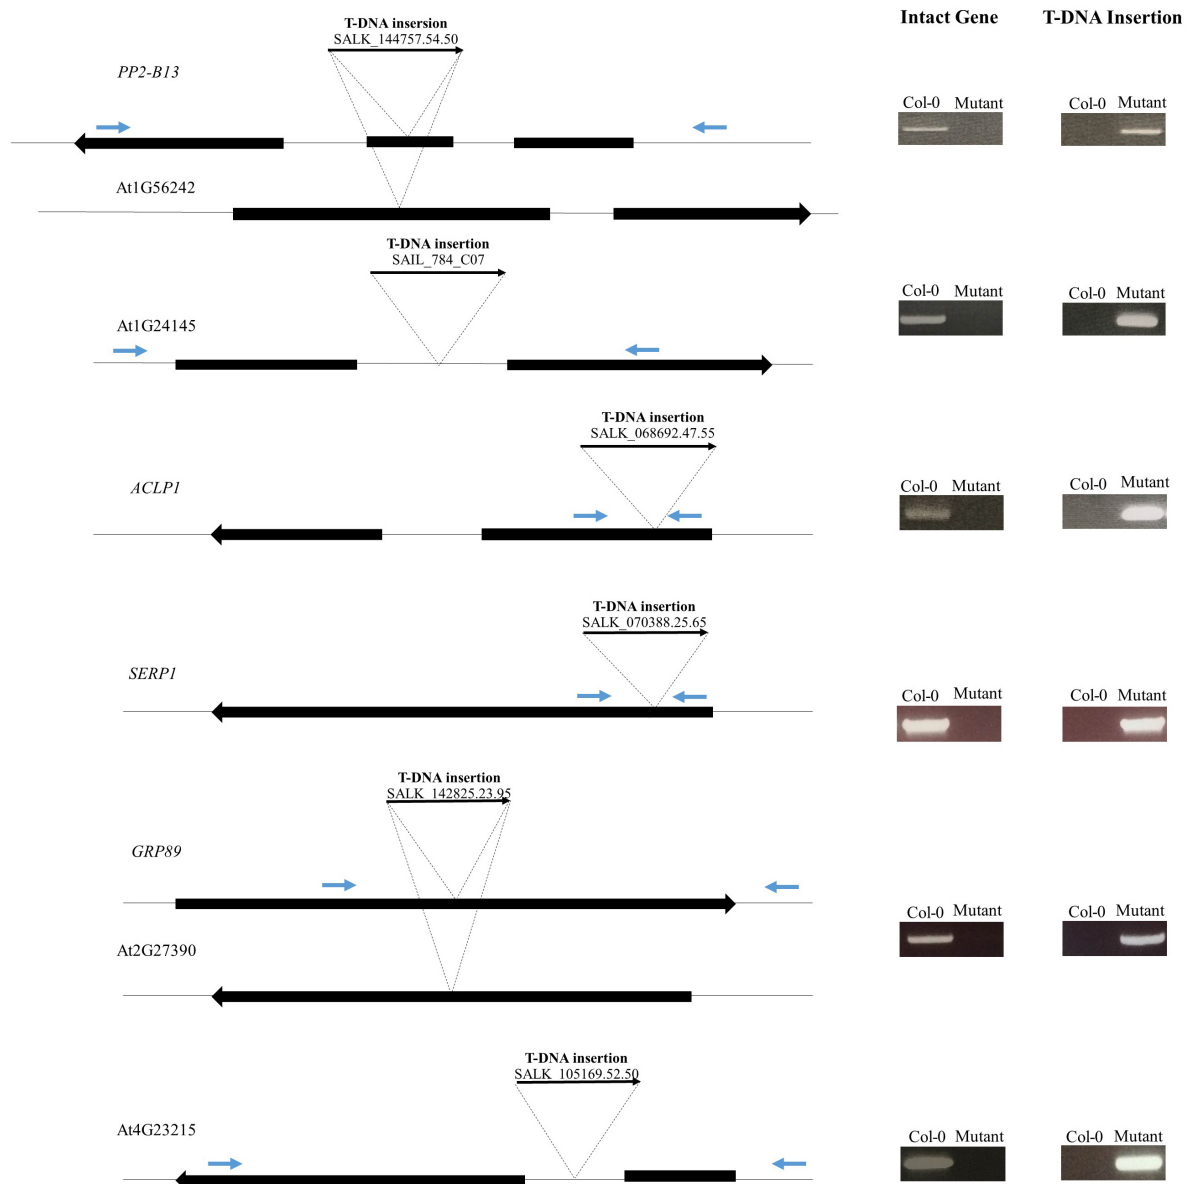 Intact Gene T-DNA Insertion
T-DNA insersion
SALK_144757.54.50
PP2-B13
Col-0 Mutant Col-0 Mutant
At1G56242
T-DNA insertion
SAIL_784_C07
Col-0 Mutant Col-0 Mutant
At1G24145
T-DNA insertion
SALK_068692.47.55
ACLP1
Col-0 Mutant Col-0 Mutant
T-DNA insertion
SALK_070388.25.65
SERP1
Col-0 Mutant Col-0 Mutant
T-DNA insertion
SALK_142825.23.95
GRP89
Col-0 Mutant Col-0 Mutant
At2G27390
T-DNA insertion
SALK_105169.52.50
At4G23215
Col-0 Mutant Col-0 Mutant